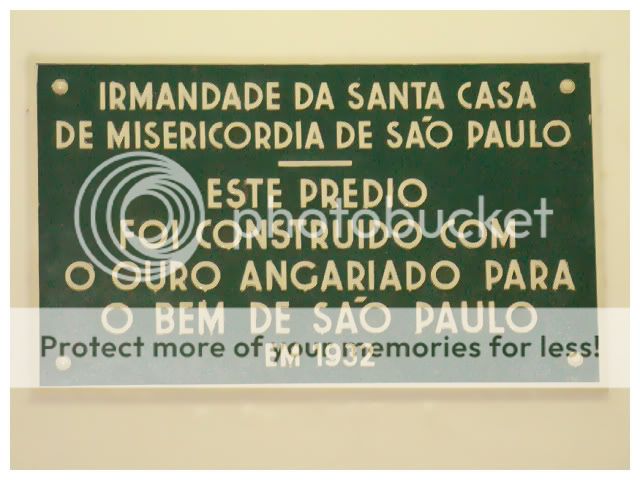 IRMANDADE DA SANTA CASA
DE MISERICORDIA DE SÃO PAULO
ESTE PREDIO
photobucket
FOI CONSTRUIDO COM
O OURO ANGARIADO PARA
O BEM DE SÃO PAULO
Protect more of your memories for less!
EM 1932